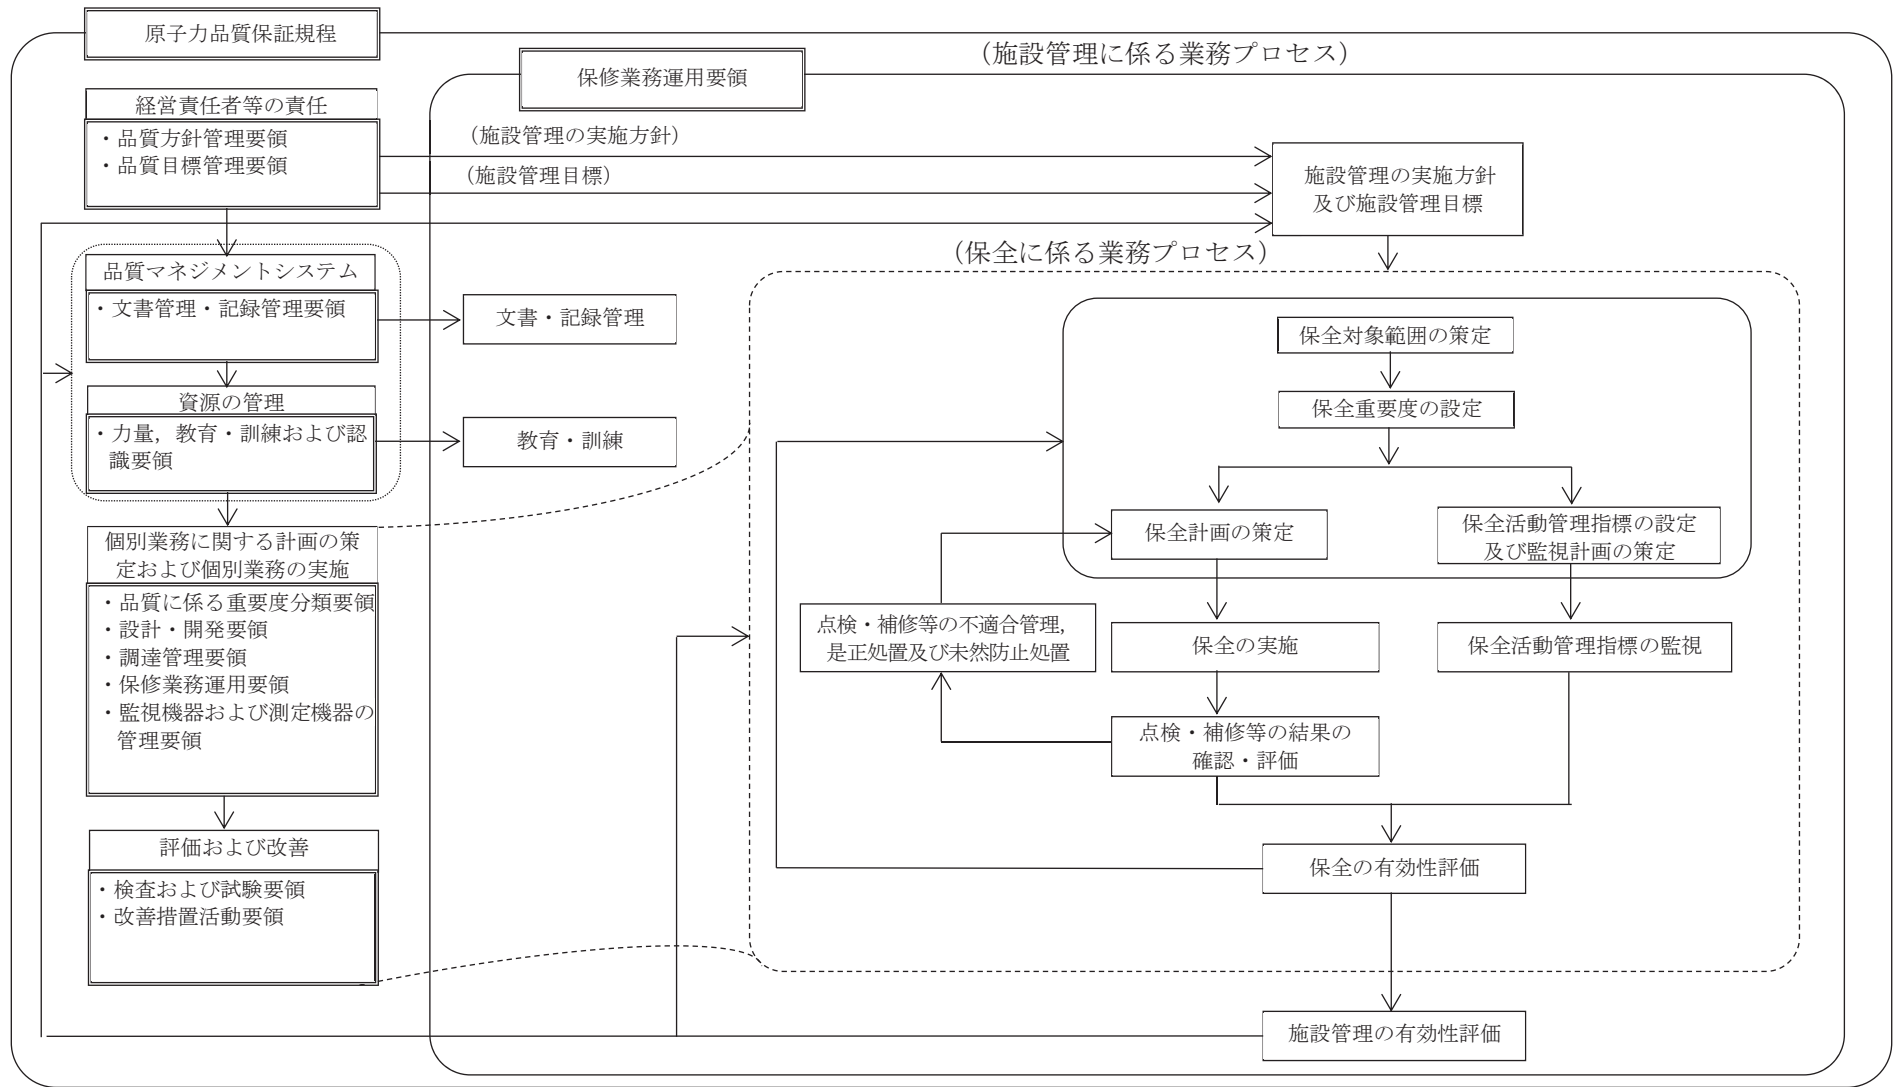 原子力品質保証規程
(施設管理に係る業務プロセス)
保修業務運用要領
経営責任者等の責任
・品質方針管理要領
・品質目標管理要領
(施設管理の実施方針)
(施設管理目標)
施設管理の実施方針
及び施設管理目標
(保全に係る業務プロセス)
品質マネジメントシステム
・文書管理・記録管理要領
文書・記録管理
資源の管理
・力量，教育・訓練および認
識要領
教育・訓練
保全対象範囲の策定
保全重要度の設定
保全計画の策定
保全活動管理指標の設定
及び監視計画の策定
個別業務に関する計画の策
定および個別業務の実施
・品質に係る重要度分類要領
・設計・開発要領
・調達管理要領
・保修業務運用要領
・監視機器および測定機器の
管理要領
点検・補修等の不適合管理，
是正処置及び未然防止処置
保全の実施
保全活動管理指標の監視
点検・補修等の結果の
確認・評価
評価および改善
・検査および試験要領
・改善措置活動要領
保全の有効性評価
施設管理の有効性評価